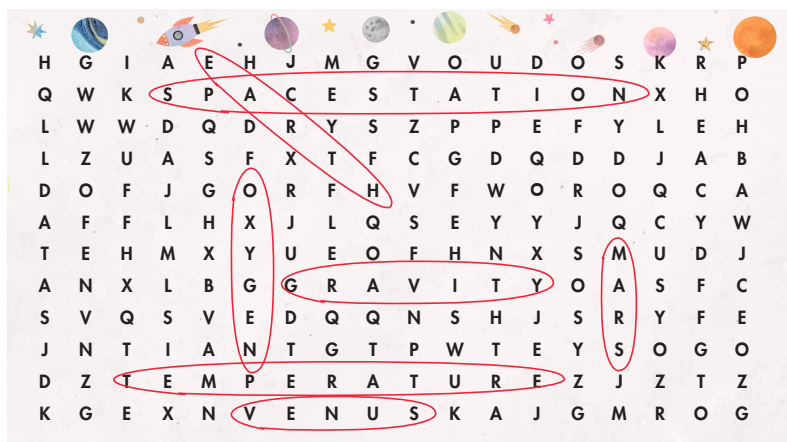 H G I A E H J M G V O U D O S K R P
Q W K S P A C E S T A T I O N X H O
L W W D Q D R Y S Z P P E F Y L E H
L Z U A S F X T F C G D Q D D J A B
D O F J G O R F H V F W O R O Q C A
A F F L H X J L Q S E Y Y J Q C Y W
T E H M X Y U E O F H N X S M U D J
A N X L B G G R A V I T Y O A S F C
S V Q S V E D Q Q N S H J S R Y F E
J N T I A N T G T P W T E Y S O G O
D Z T E M P E R A T U R E Z J Z T Z
K G E X N V E N U S K A J G M R O G